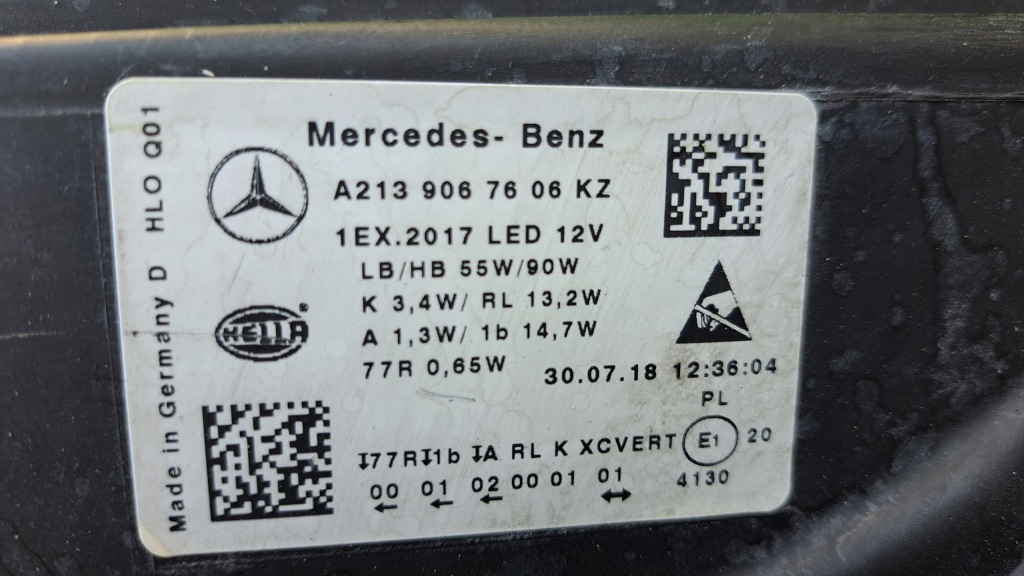 Mercedes- Benz
A213 906 76 06 KZ
1EX.2017 LED 12V
LB/HB 55W/90W
K 3,4W/ RL 13,2W
A 1,3W/ 1b 14,7W
77R 0,65W
30.07.18 12:36:04
PL
HELLA
®
↧77R↧1b ↧A RL K XCVERT E1 20
00 01 02 00 01 01
← ← ← ↔
4130
Made in Germany D HLO Q01